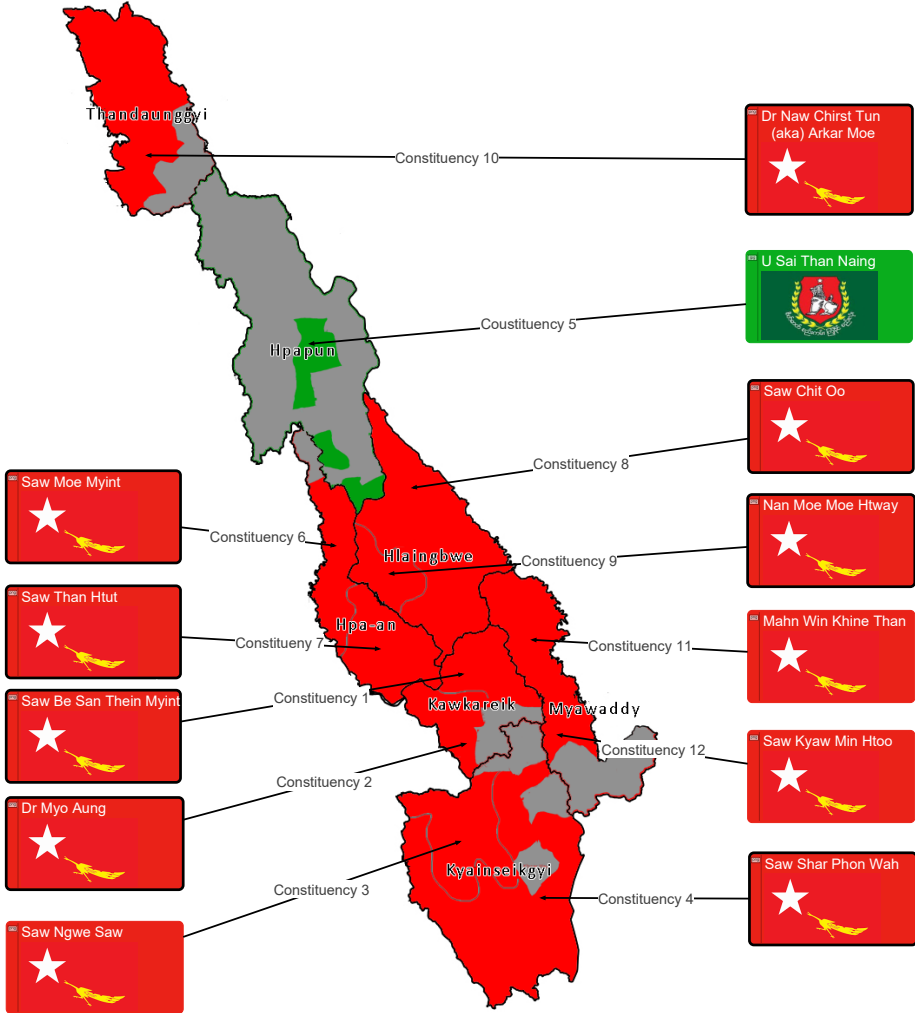 Thandaunggyi
Dr Naw Chirst Tun
(aka) Arkar Moe
Constituency 10
U Sai Than Naing
Coustituency 5
Hpapun
Saw Chit Oo
Constituency 8
Saw Moe Myint
Constituency 6
Nan Moe Moe Htway
Constituency 9
Hlaingbwe
Saw Than Htut
Hpa-an
Constitueny 7
Mahn Win Khine Than
Constituency 11
Saw Be San Thein Myint
Constituency 1
Kawkareik
Myawaddy
Saw Kyaw Min Htoo
Constituency 12
Constituency 2
Dr Myo Aung
Kyainseikgyi
Saw Shar Phon Wah
Constituency 3
Constituency 4
Saw Ngwe Saw